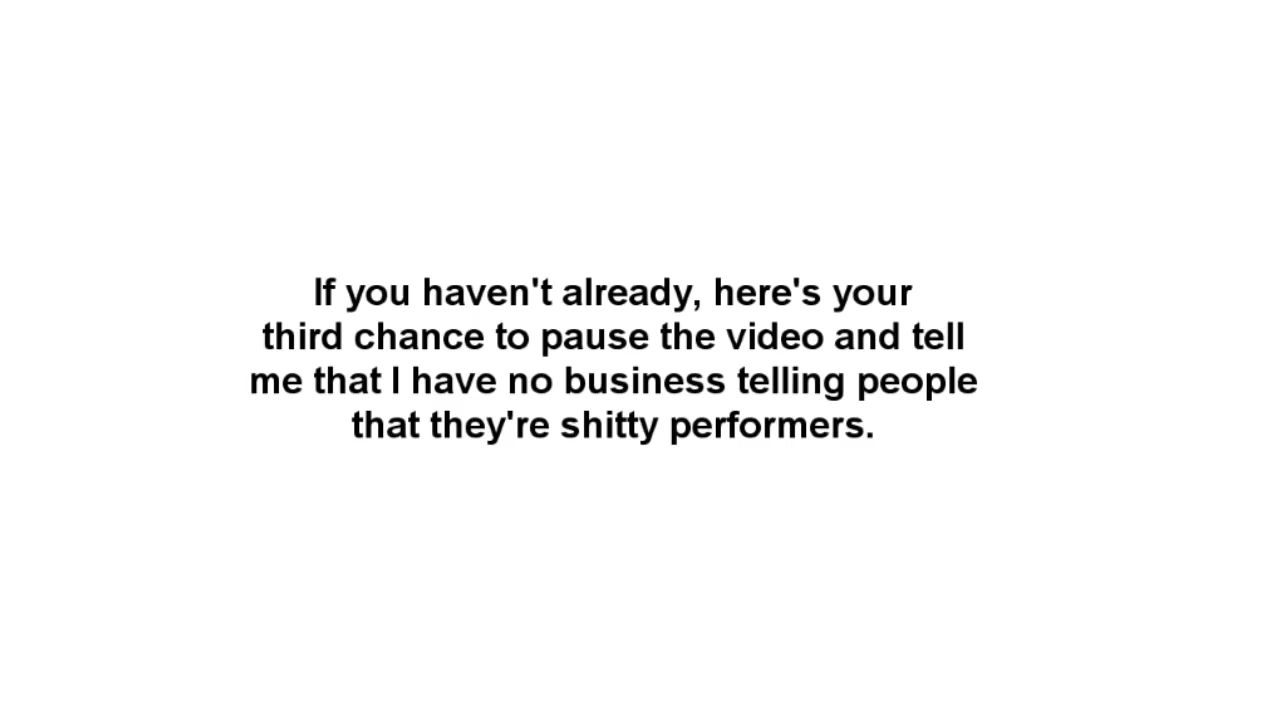 If you haven't already, here's your
third chance to pause the video and tell
me that I have no business telling people
that they're shitty performers.